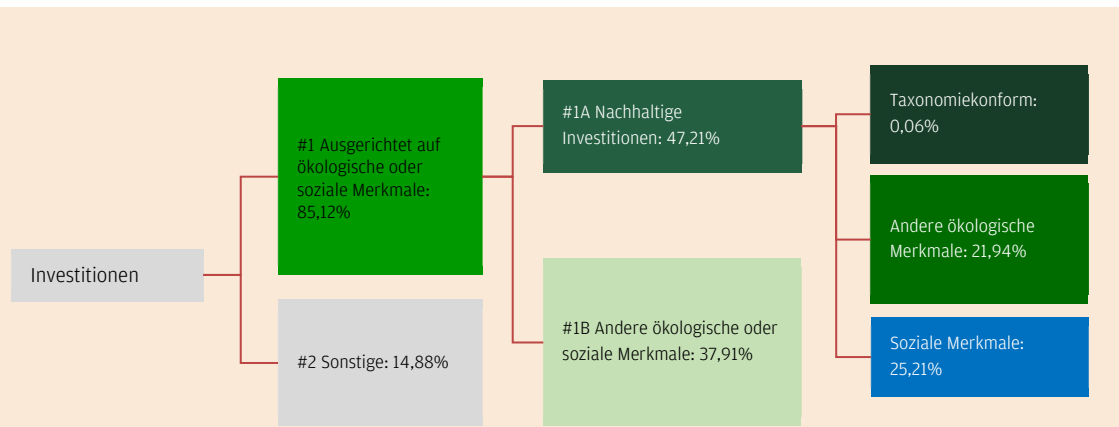 Investitionen
#1 Ausgerichtet auf
ökologische oder
soziale Merkmale:
85,12%
#2 Sonstige: 14,88%
#1A Nachhaltige
Investitionen: 47,21%
#1B Andere ökologische oder
soziale Merkmale: 37,91%
Taxonomiekonform:
0,06%
Andere ökologische
Merkmale: 21,94%
Soziale Merkmale:
25,21%